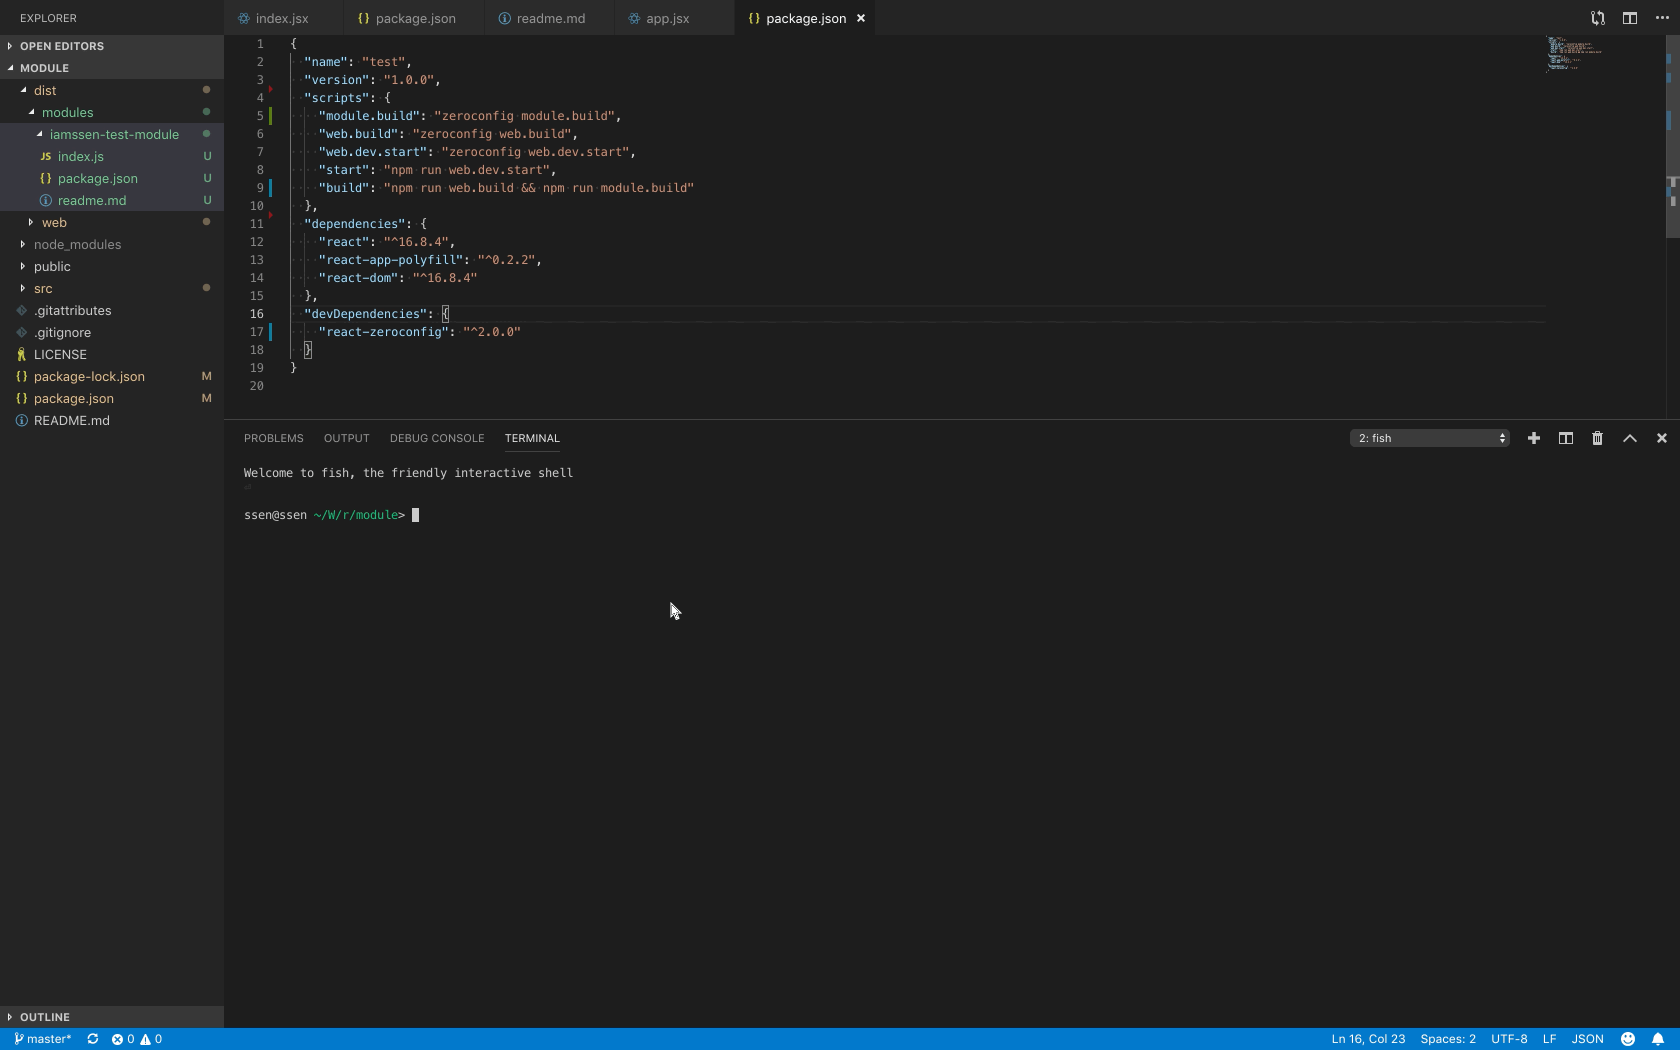 EXPLORER
index.jsx
{} package.json
readme.md
app.jsx
{} package.json ×
OPEN EDITORS
MODULE
dist
modules
iamssen-test-module
JS index.js U
{} package.json U
readme.md U
web
node_modules
public
src
.gitattributes
.gitignore
LICENSE
{} package-lock.json M
{} package.json M
README.md
OUTLINE
1 {
2 "name": "test",
3 "version": "1.0.0",
4 "scripts": {
5 "module.build": "zeroconfig module.build",
6 "web.build": "zeroconfig web.build",
7 "web.dev.start": "zeroconfig web.dev.start",
8 "start": "npm run web.dev.start",
9 "build": "npm run web.build && npm run module.build"
10 },
11 "dependencies": {
12 "react": "^16.8.4",
13 "react-app-polyfill": "^0.2.2",
14 "react-dom": "^16.8.4"
15 },
16 "devDependencies": {
17 "react-zeroconfig": "^2.0.0"
18 }
19 }
20
PROBLEMS OUTPUT DEBUG CONSOLE TERMINAL
2: fish
Welcome to fish, the friendly interactive shell
ssen@ssen ~/W/r/module>
master* 0 0
Ln 16, Col 23 Spaces: 2 UTF-8 LF JSON